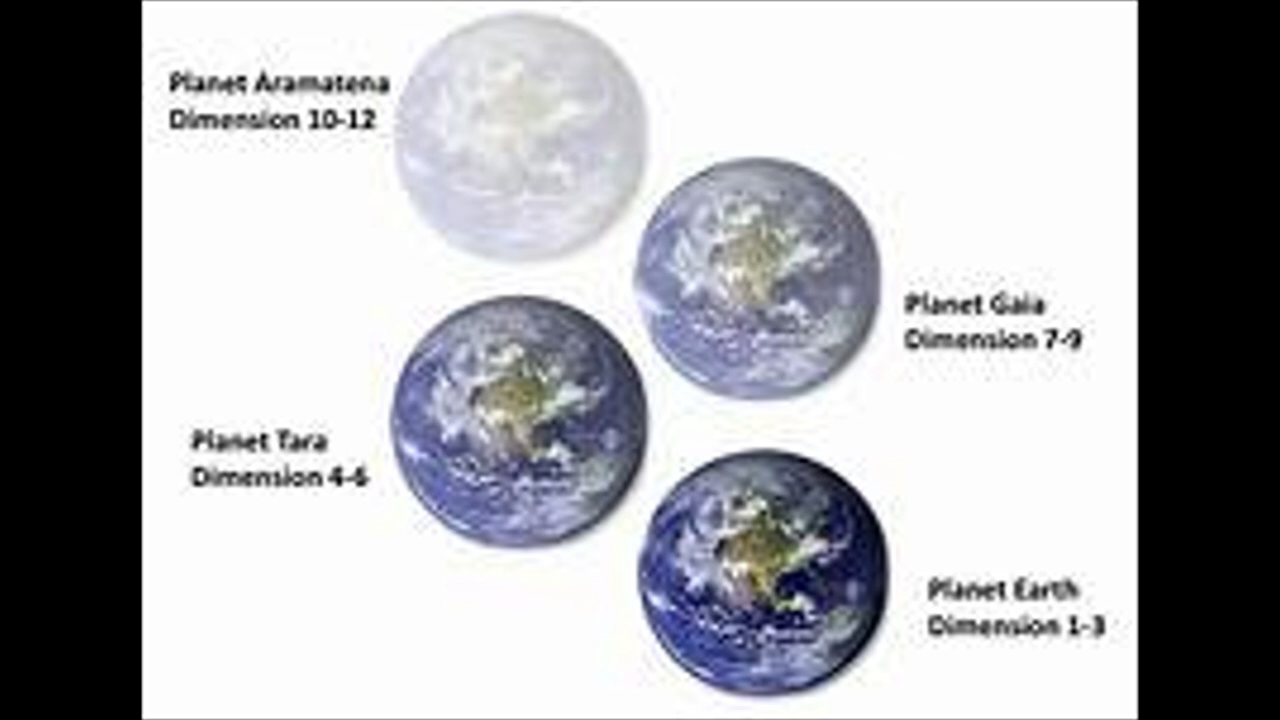 Planet Aramatena
Dimension 10-12
Planet Gaia
Dimension 7-9
Planet Tara
Dimension 4-6
Planet Earth
Dimension 1-3